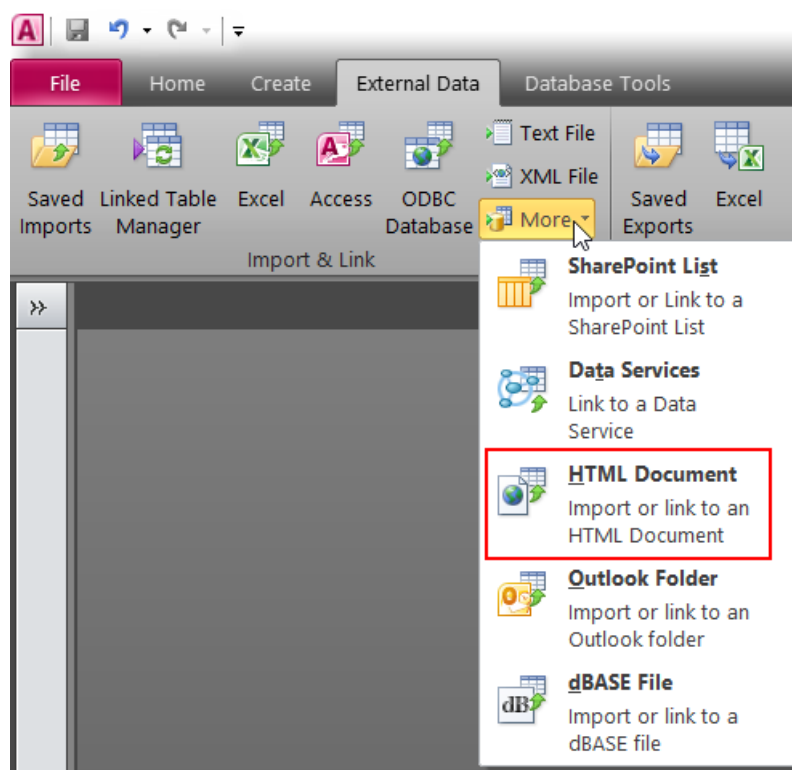 A
File Home Create External Data Database Tools
Saved Imports
Linked Table Manager
Excel
Access
ODBC Database
Text File
XML File
More
Saved Exports
Excel
Import & Link
SharePoint List
Import or Link to a
SharePoint List
Data Services
Link to a Data
Service
HTML Document
Import or link to an
HTML Document
Outlook Folder
Import or link to an
Outlook folder
dB
dBASE File
Import or link to a
dBASE file